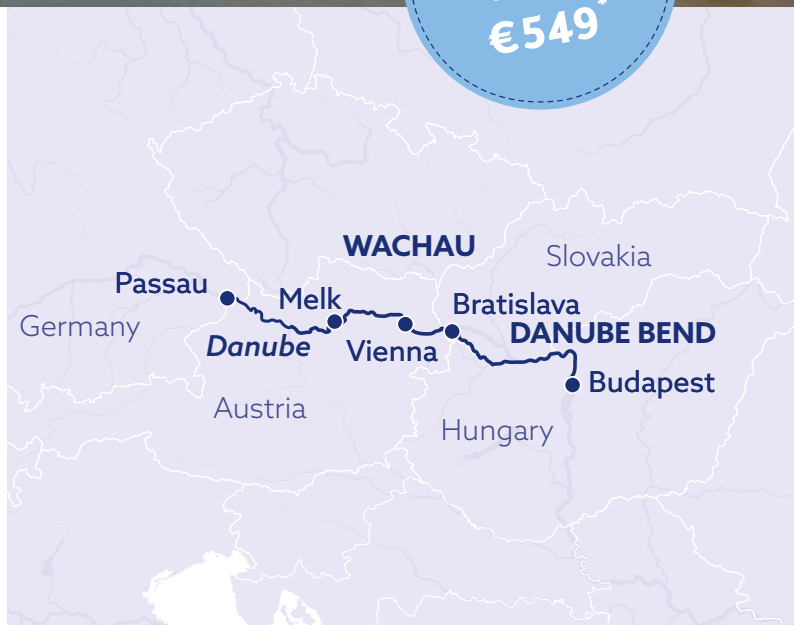 €549*
WACHAU
Slovakia
Passau
Melk
Bratislava
Germany
Danube
Vienna
DANUBE BEND
Budapest
Austria
Hungary